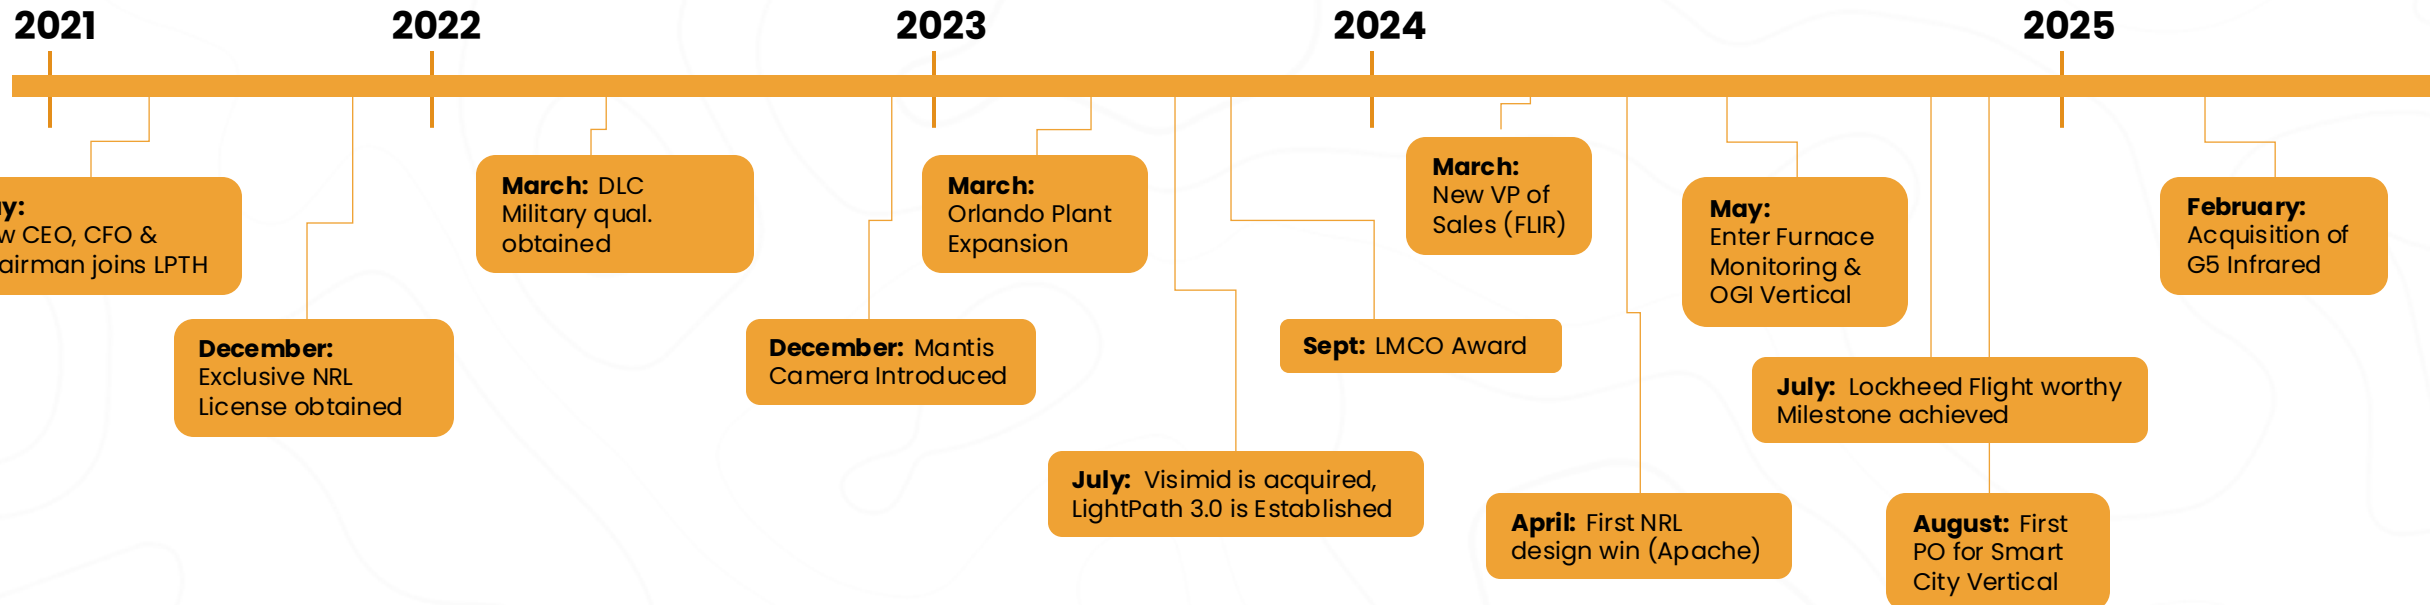 2021
2022
2023
2024
2025
CEO, CFO &
joins LPTH
December:
Exclusive NRL
License obtained
March: DLC
Military qual.
obtained
December: Mantis
Camera Introduced
March:
Orlando Plant
Expansion
July: Visimid is acquired,
LightPath 3.0 is Established
Sept: LMCO Award
March:
New VP of
Sales (FLIR)
April: First NRL
design win (Apache)
May:
Enter Furnace
Monitoring &
OGI Vertical
July: Lockheed Flight worthy
Milestone achieved
August: First
PO for Smart
City Vertical
February:
Acquisition of
G5 Infrared